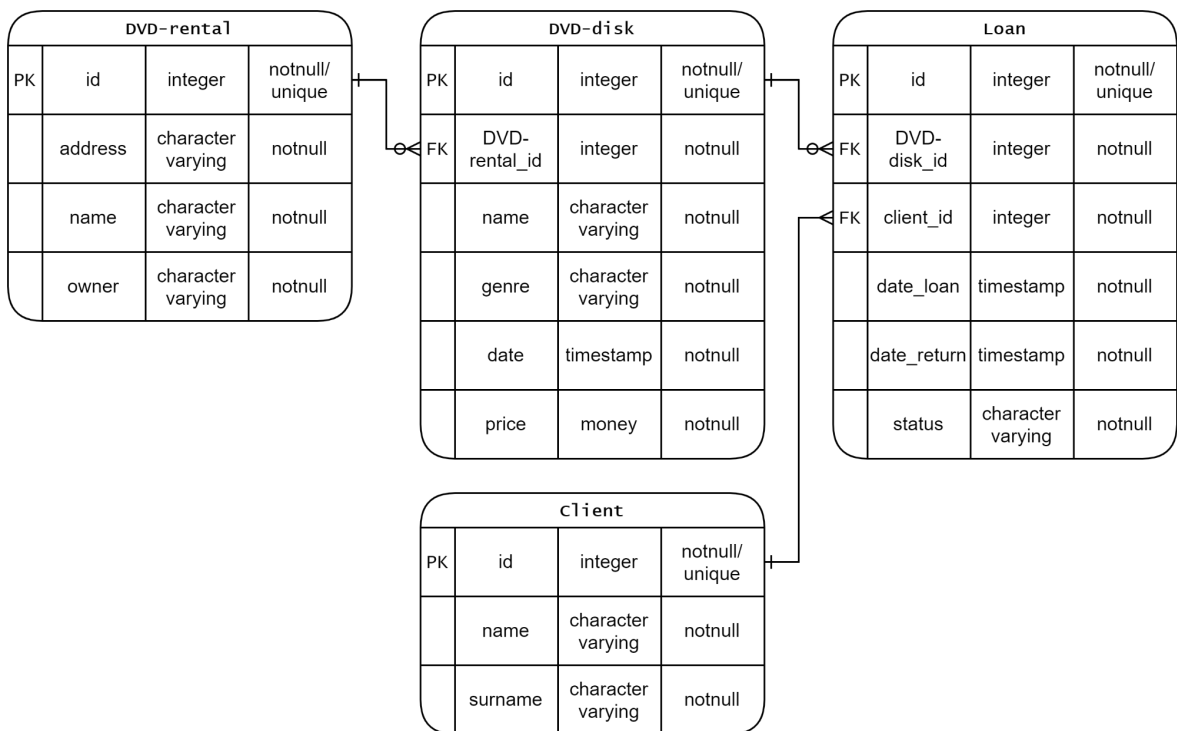 DVD-rental
PK id integer notnull/
unique
address character
varying notnull
name character
varying notnull
owner character
varying notnull
DVD-disk
PK id integer notnull/
unique
FK DVD-
rental_id integer notnull
name character
varying notnull
genre character
varying notnull
date timestamp notnull
price money notnull
Loan
PK id integer notnull/
unique
FK DVD-
disk_id integer notnull
FK client_id integer notnull
date_loan timestamp notnull
date_return timestamp notnull
status character
varying notnull
Client
PK id integer notnull/
unique
name character
varying notnull
surname character
varying notnull